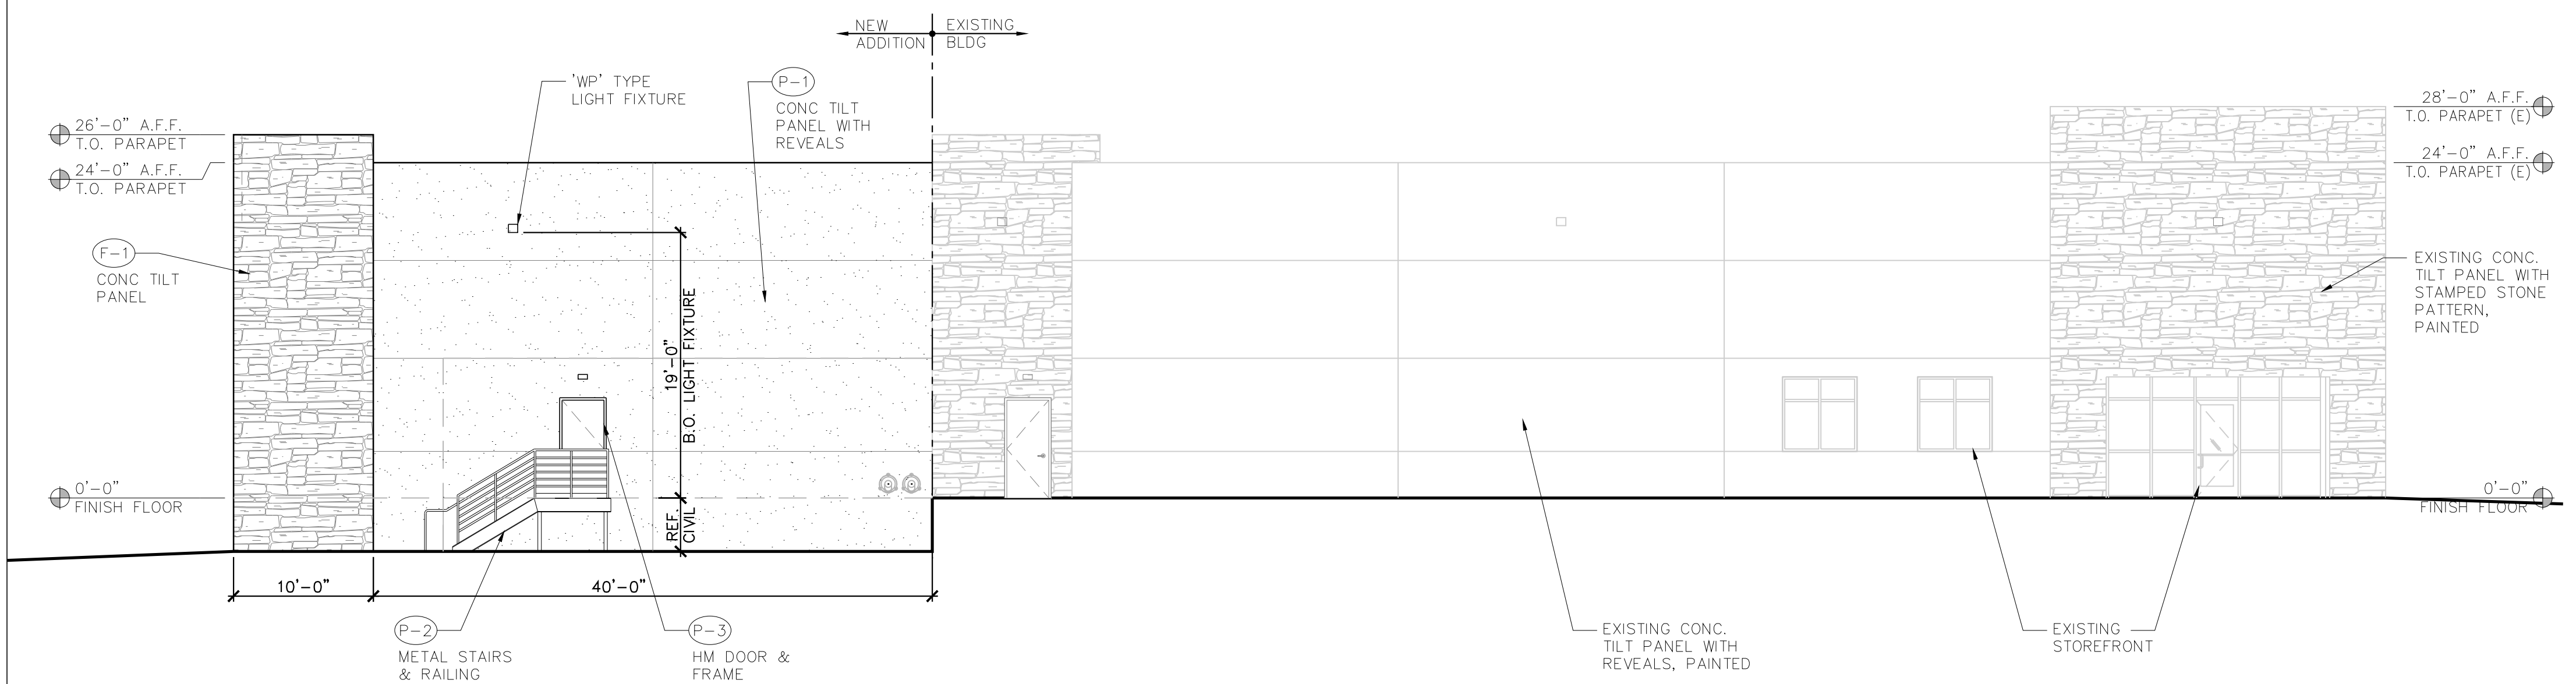 NEW
ADDITION
EXISTING
BLDG
'WP' TYPE
LIGHT FIXTURE
P-1
CONC TILT
PANEL WITH
REVEALS
26'-0" A.F.F.
T.O. PARAPET
24'-0" A.F.F.
T.O. PARAPET
28'-0" A.F.F.
T.O. PARAPET (E)
24'-0" A.F.F.
T.O. PARAPET (E)
F-1
CONC TILT
PANEL
EXISTING CONC.
TILT PANEL WITH
STAMPED STONE
PATTERN,
PAINTED
19'-0"
B.O. LIGHT FIXTURE
0'-0"
FINISH FLOOR
REF.
CIVIL
0'-0"
FINISH FLOOR
10'-0"
40'-0"
P-2
METAL STAIRS
& RAILING
P-3
HM DOOR &
FRAME
EXISTING CONC.
TILT PANEL WITH
REVEALS, PAINTED
EXISTING
STOREFRONT